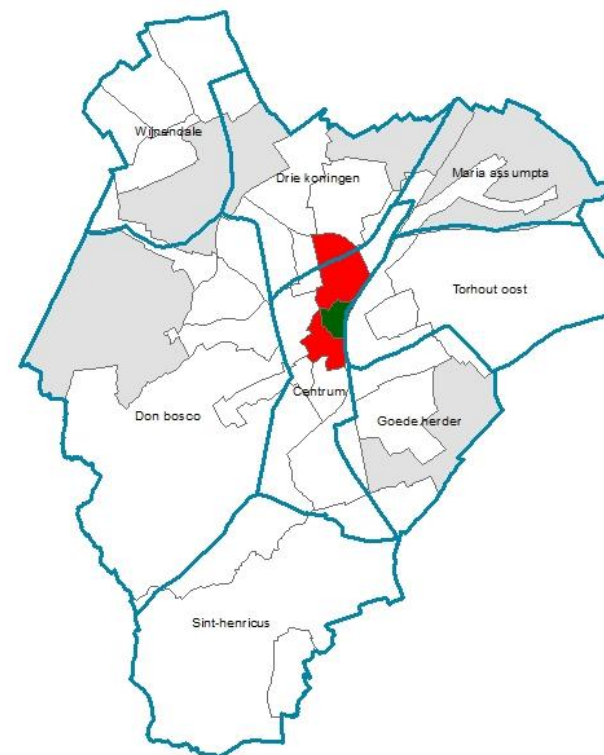 Wijnendale
Drie koningen
Maria assumpta
Torhout oost
Centrum
Don bosco
Goede herder
Sint-henricus